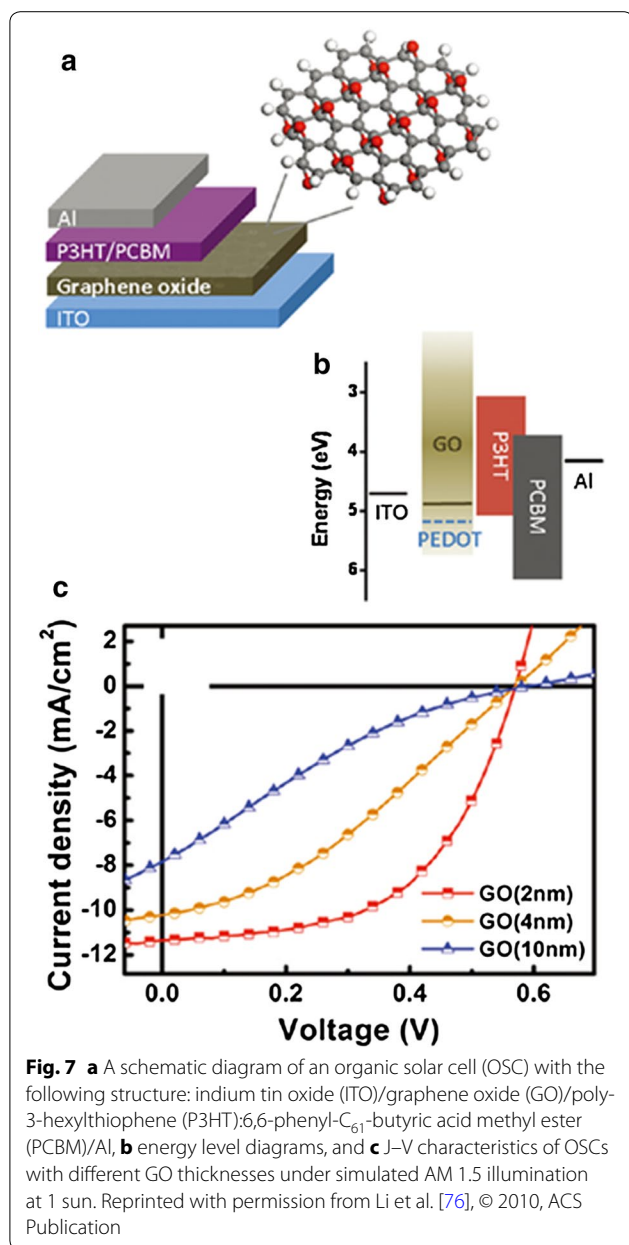 a
Al
P3HT/PCBM
Graphene oxide
ITO
b
3
4
5
6
Energy (eV)
ITO
GO
PEDOT
P3HT
PCBM
Al
c
2
0
-2
-4
-6
-8
-10
-12
Current density (mA/cm²)
GO(2nm)
GO(4nm)
GO(10nm)
0.0 0.2 0.4 0.6
Voltage (V)
Fig. 7 a A schematic diagram of an organic solar cell (OSC) with the
following structure: indium tin oxide (ITO)/graphene oxide (GO)/poly-
3-hexylthiophene (P3HT):6,6-phenyl-C₆₁-butyric acid methyl ester
(PCBM)/Al, b energy level diagrams, and c J–V characteristics of OSCs
with different GO thicknesses under simulated AM 1.5 illumination
at 1 sun. Reprinted with permission from Li et al. [76], © 2010, ACS
Publication